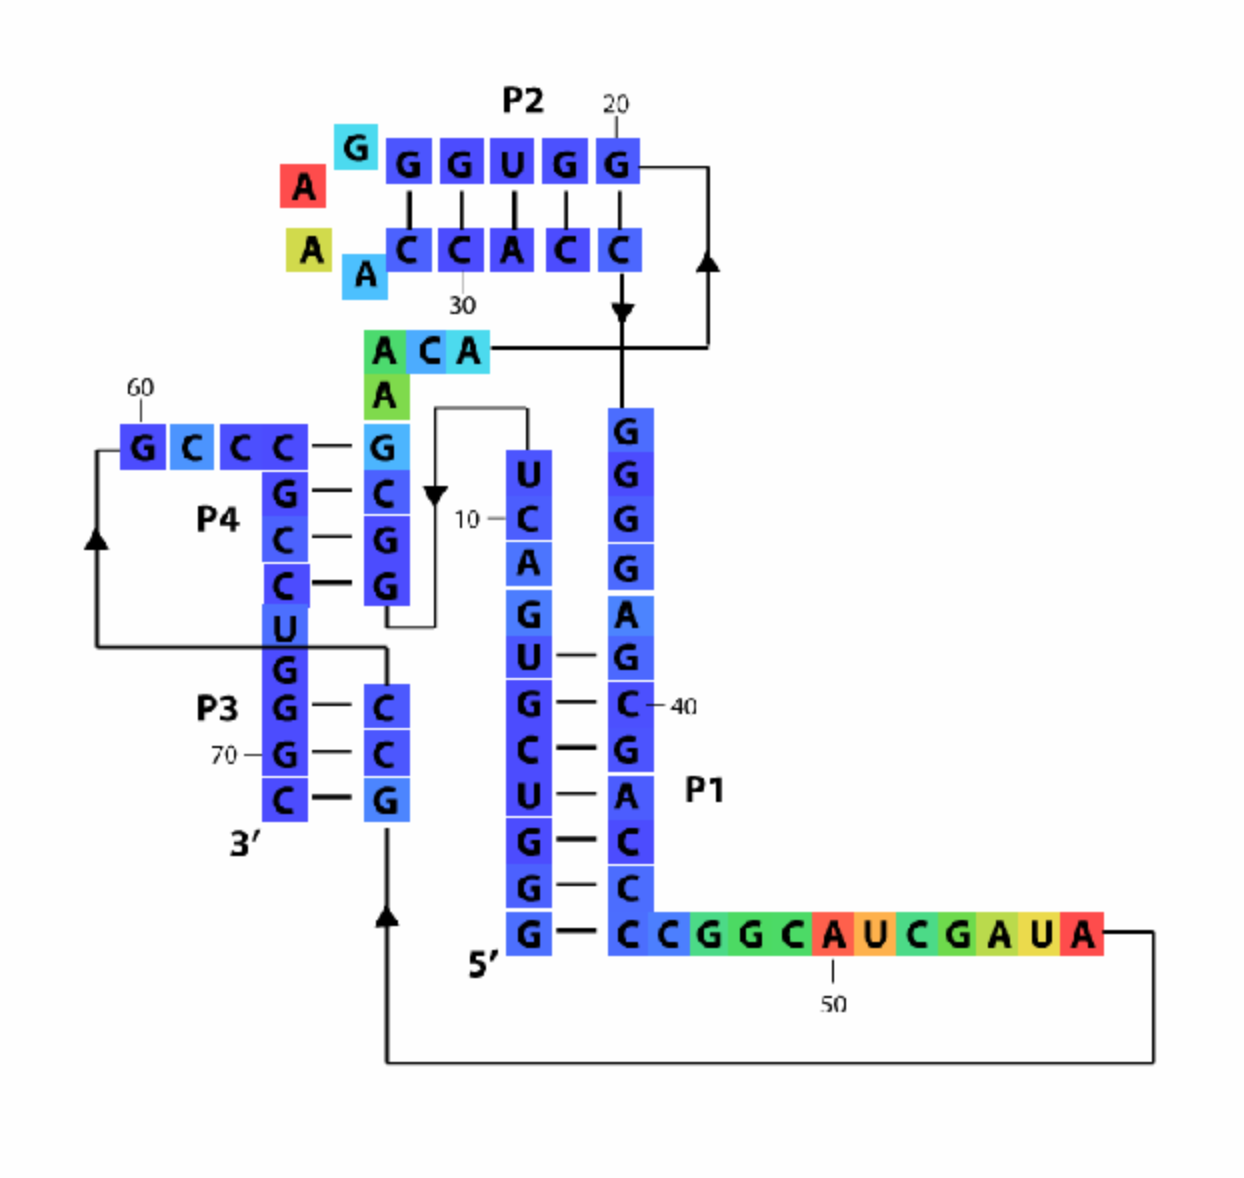 P2 20
G G G U G G
A
A A C C A C C
30
A C A
A
60
G C C C G G
G C U G
P4 10 C
C G A G
C G G A
U U G
G
P3 G C G C 40
70 G C C G
C G U A P1
3′ G C
G C
5′ G C C G G C A U C G A U A
50